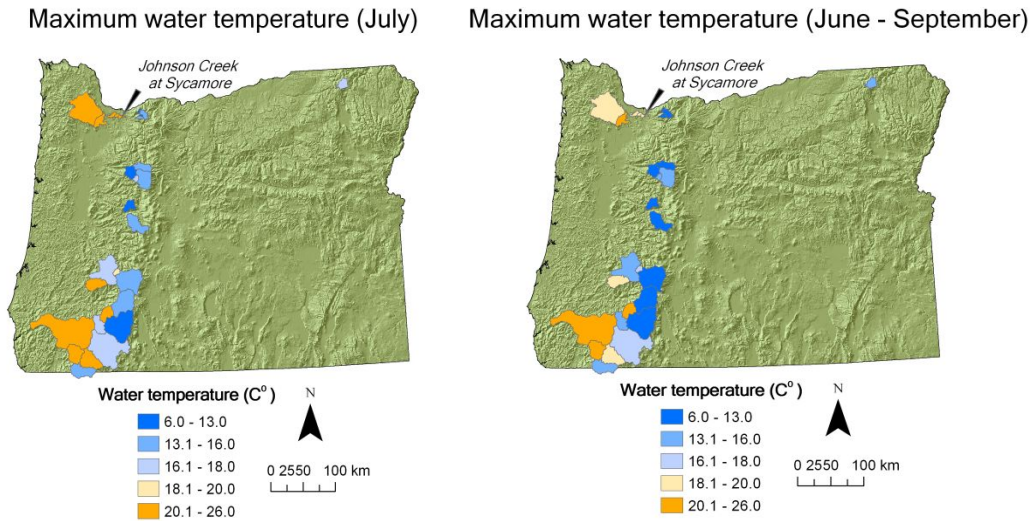 Maximum water temperature (July)
Johnson Creek
at Sycamore
Water temperature (C°)
6.0 - 13.0
13.1 - 16.0
16.1 - 18.0
18.1 - 20.0
20.1 - 26.0
N
0 2550 100 km
Maximum water temperature (June - September)
Johnson Creek
at Sycamore
Water temperature (C°)
6.0 - 13.0
13.1 - 16.0
16.1 - 18.0
18.1 - 20.0
20.1 - 26.0
N
0 2550 100 km